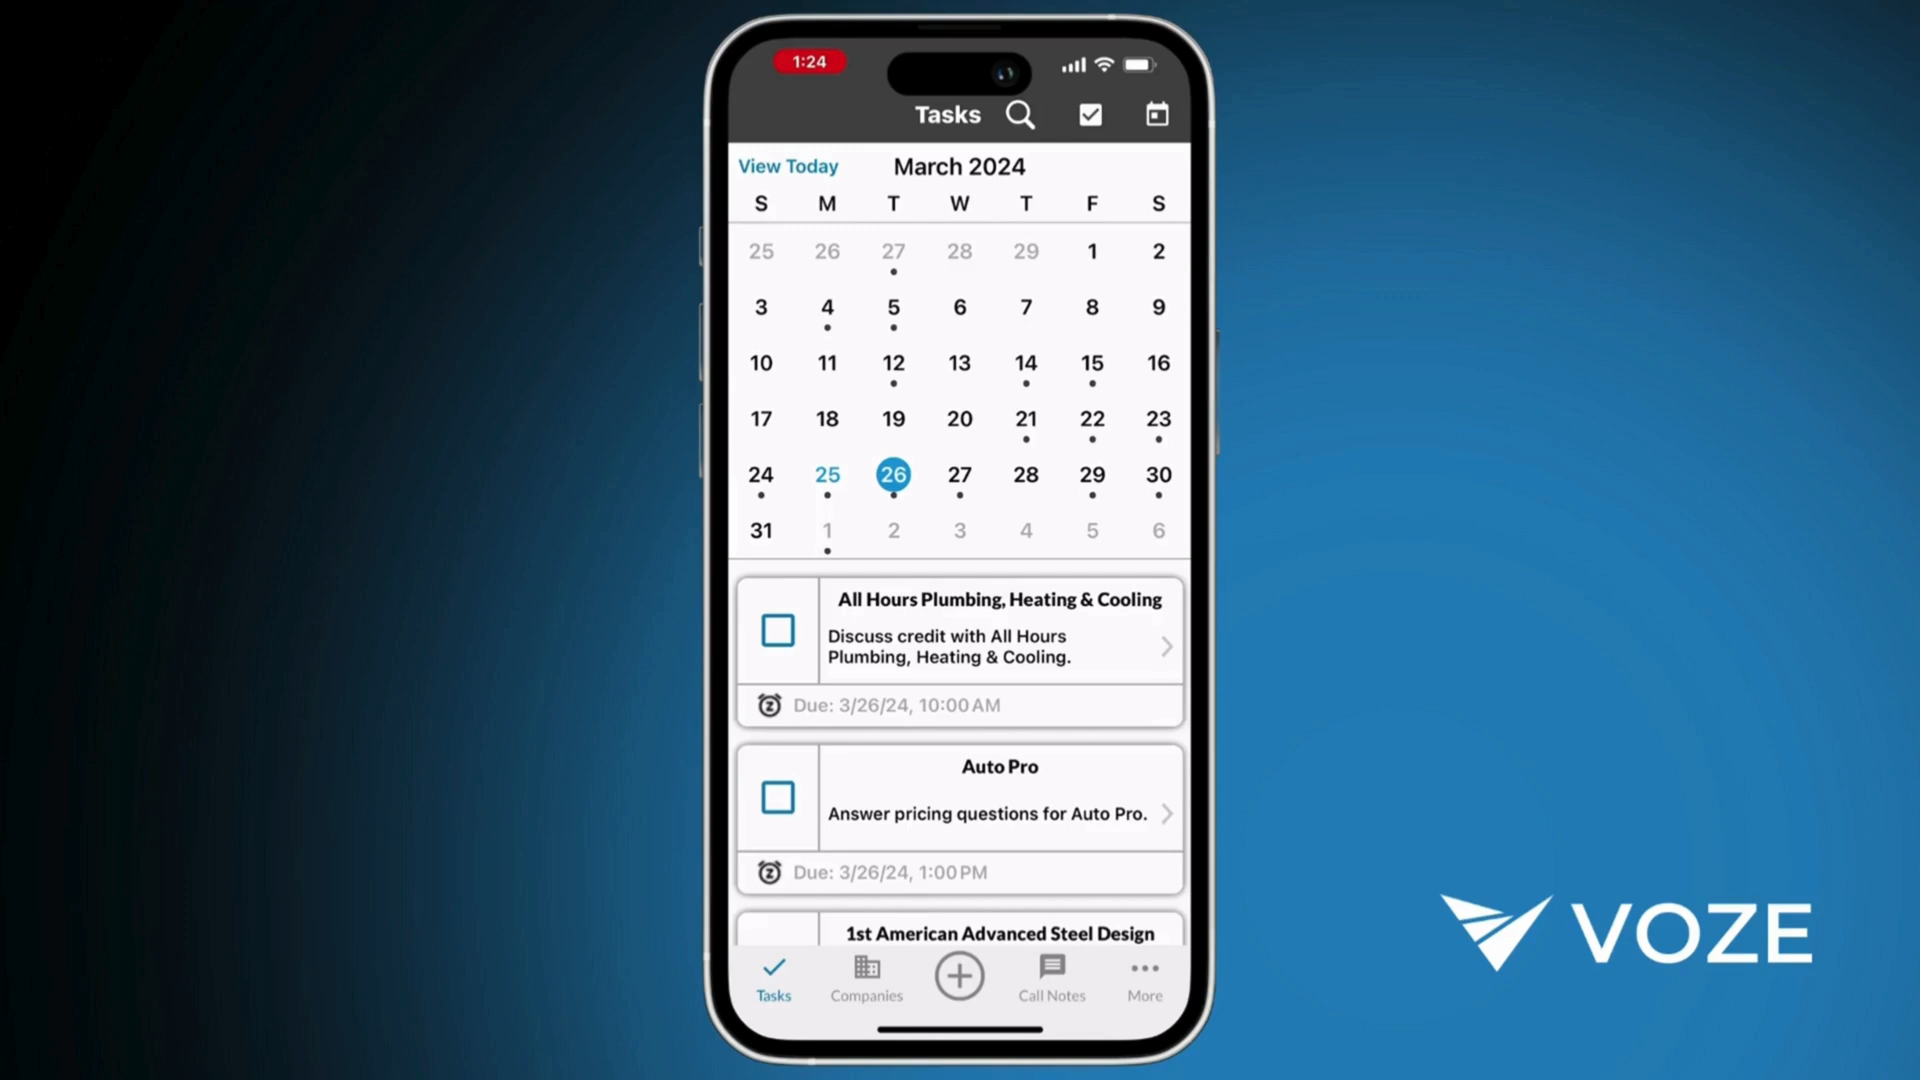 1:24
Tasks
View Today
March 2024
S M T W T F S
25 26 27 28 29 1 2
3 4 5 6 7 8 9
10 11 12 13 14 15 16
17 18 19 20 21 22 23
24 25 26 27 28 29 30
31 1 2 3 4 5 6
All Hours Plumbing, Heating & Cooling
Discuss credit with All Hours
Plumbing, Heating & Cooling.
Due: 3/26/24, 10:00 AM
Auto Pro
Answer pricing questions for Auto Pro.
Due: 3/26/24, 1:00 PM
1st American Advanced Steel Design
Tasks Companies Call Notes More
VOZE